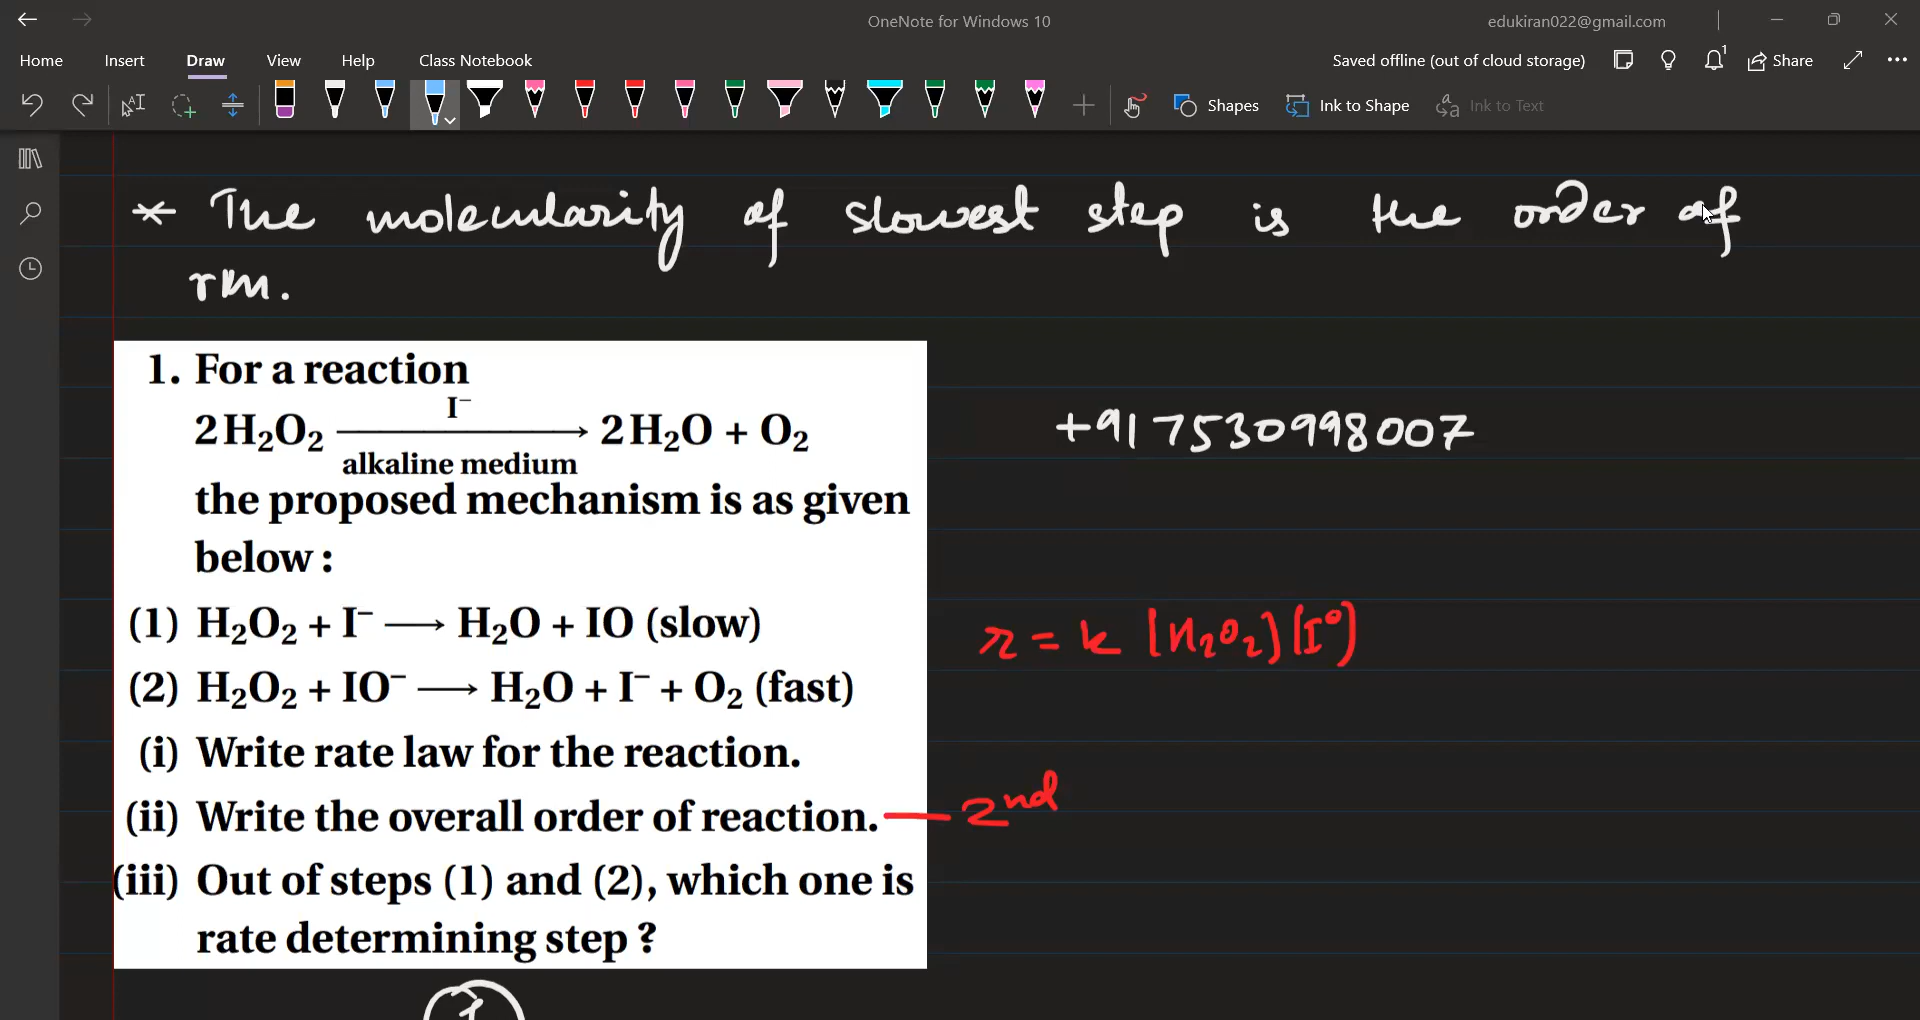 OneNote for Windows 10
edukiran022@gmail.com
Home Insert Draw View Help Class Notebook
Saved offline (out of cloud storage)
1
Share
Shapes
Ink to Shape
Ink to Text
* The molecularity of slowest step is the order of
rxn.
1. For a reaction
I⁻
2H₂O₂ ⟶ 2H₂O + O₂
alkaline medium
the proposed mechanism is as given
below :
(1) H₂O₂ + I⁻ ⟶ H₂O + IO (slow)
(2) H₂O₂ + IO⁻ ⟶ H₂O + I⁻ + O₂ (fast)
(i) Write rate law for the reaction.
(ii) Write the overall order of reaction.
(iii) Out of steps (1) and (2), which one is
rate determining step ?
+917530998007
r = k [H₂O₂] [I⊖]
2nd